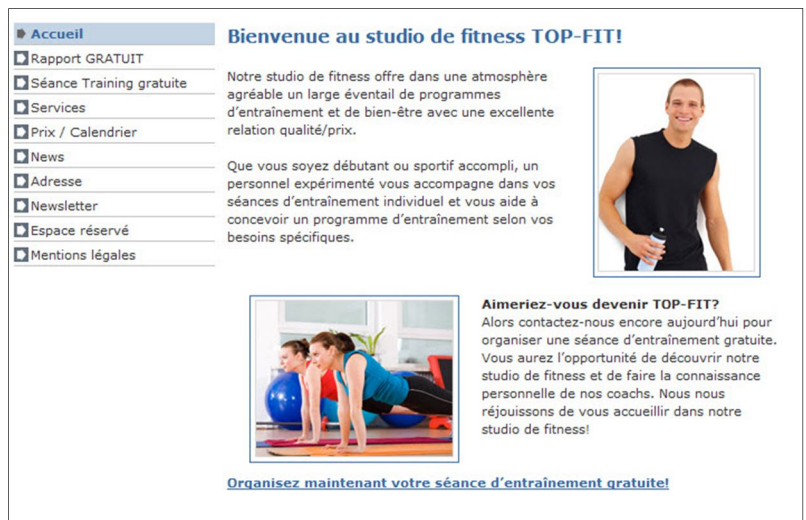 Accueil
Rapport GRATUIT
Séance Training gratuite
Services
Prix / Calendrier
News
Adresse
Newsletter
Espace réservé
Mentions légales
Bienvenue au studio de fitness TOP-FIT!
Notre studio de fitness offre dans une atmosphère
agréable un large éventail de programmes
d’entraînement et de bien-être avec une excellente
relation qualité/prix.
Que vous soyez débutant ou sportif accompli, un
personnel expérimenté vous accompagne dans vos
séances d’entraînement individuel et vous aide à
concevoir un programme d’entraînement selon vos
besoins spécifiques.
Aimeriez-vous devenir TOP-FIT?
Alors contactez-nous encore aujourd’hui pour
organiser une séance d’entraînement gratuite.
Vous aurez l’opportunité de découvrir notre
studio de fitness et de faire la connaissance
personnelle de nos coachs. Nous nous
réjouissons de vous accueillir dans notre
studio de fitness!
Organisez maintenant votre séance d’entraînement gratuite!